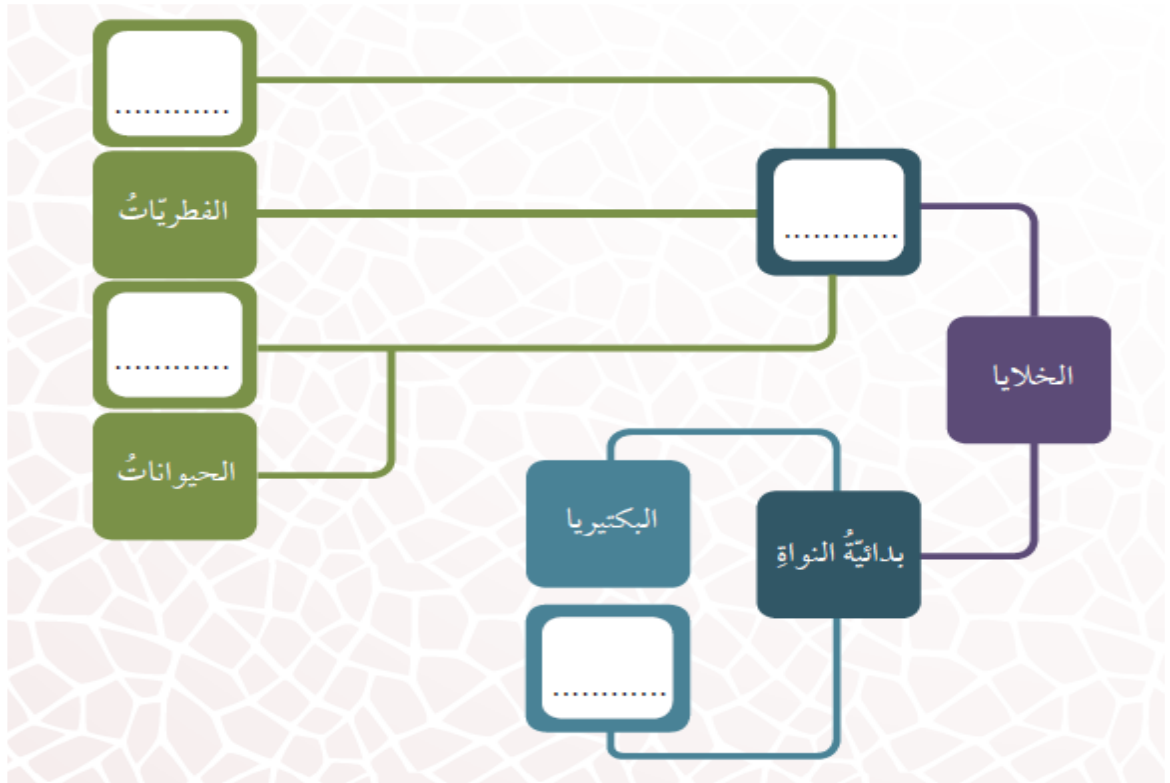 ............
الفطريّاتُ
............
............
الخلايا
الحيواناتُ
البكتيريا
بدائيّةُ النواةِ
............